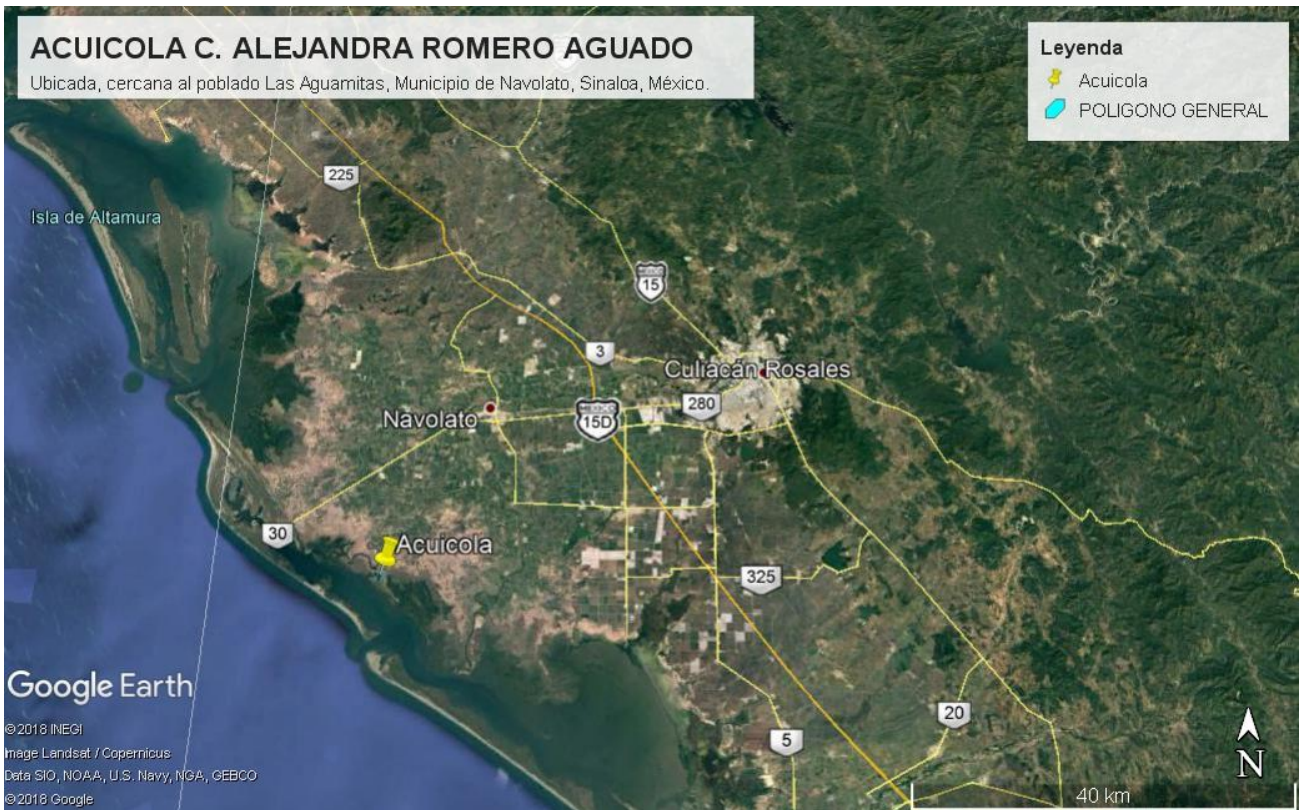 ACUICOLA C. ALEJANDRA ROMERO AGUADO
Ubicada, cercana al poblado Las Aguamitas, Municipio de Navolato, Sinaloa, México.
Leyenda
Acuicola
POLIGONO GENERAL
225
Isla de Altamura
MEXICO
15
3
Culiacán Rosales
280
Navolato
MEXICO
15D
30
Acuicola
325
20
5
Google Earth
©2018 INEGI
Image Landsat / Copernicus
Data SIO, NOAA, U.S. Navy, NGA, GEBCO
©2018 Google
N
40 km